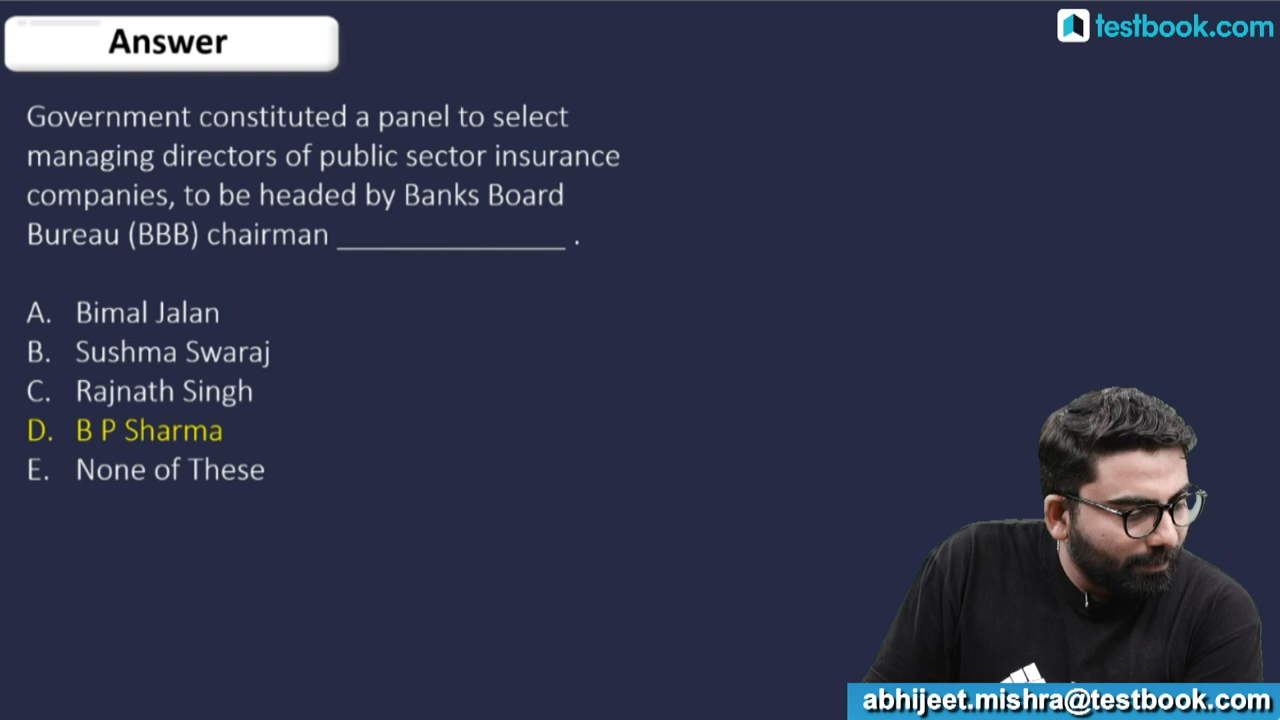 Answer
testbook.com
Government constituted a panel to select
managing directors of public sector insurance
companies, to be headed by Banks Board
Bureau (BBB) chairman _______________ .
A. Bimal Jalan
B. Sushma Swaraj
C. Rajnath Singh
D. B P Sharma
E. None of These
abhijeet.mishra@testbook.com